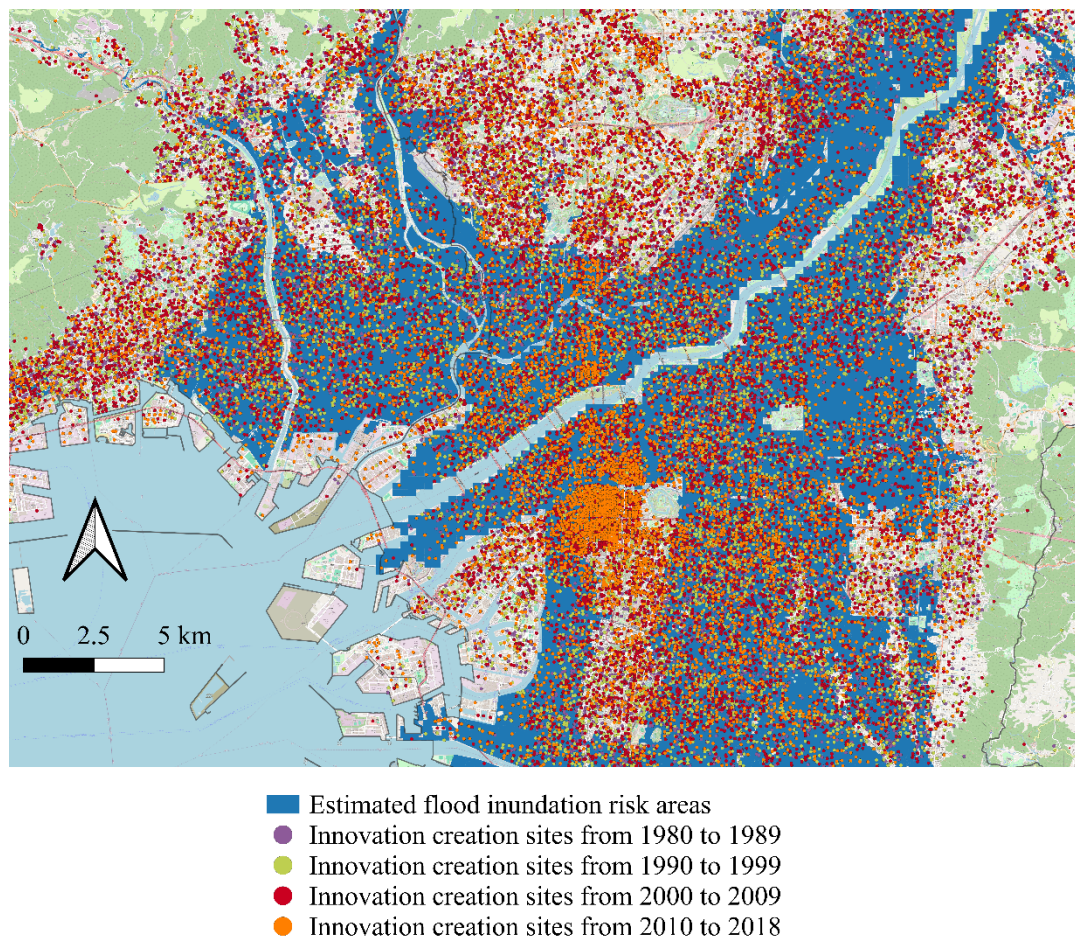 0 2.5 5 km
Estimated flood inundation risk areas
Innovation creation sites from 1980 to 1989
Innovation creation sites from 1990 to 1999
Innovation creation sites from 2000 to 2009
Innovation creation sites from 2010 to 2018